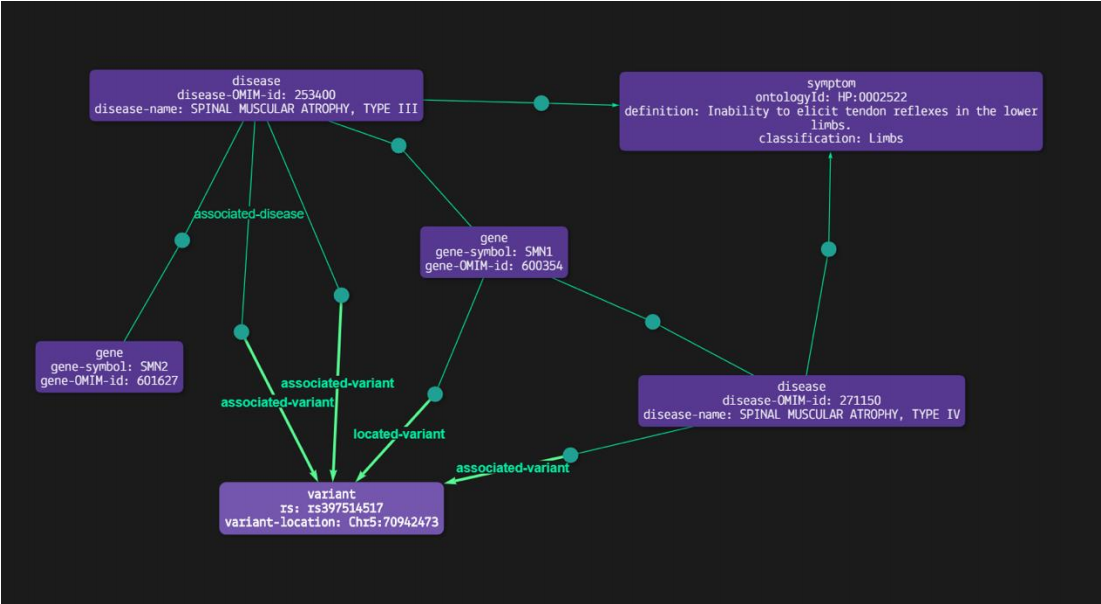 disease
disease-OMIM-id: 253400
disease-name: SPINAL MUSCULAR ATROPHY, TYPE III
symptom
ontologyId: HP:0002522
definition: Inability to elicit tendon reflexes in the lower
limbs.
classification: Limbs
associated-disease
gene
gene-symbol: SMN1
gene-OMIM-id: 600354
gene
gene-symbol: SMN2
gene-OMIM-id: 601627
associated-variant
associated-variant
located-variant
disease
disease-OMIM-id: 271150
disease-name: SPINAL MUSCULAR ATROPHY, TYPE IV
associated-variant
variant
rs: rs397514517
variant-location: Chr5:70942473